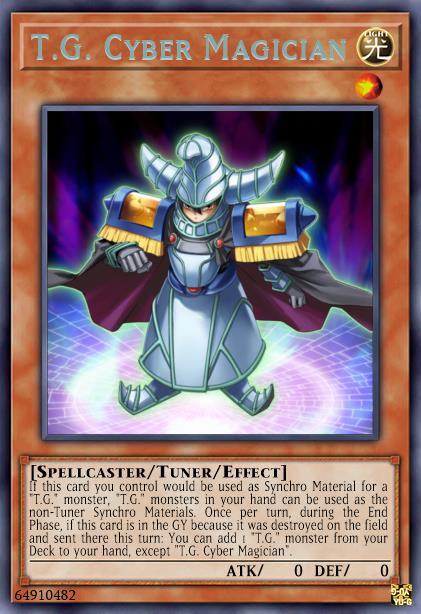 T.G. CYBER MAGICIAN
LIGHT
光
[SPELLCASTER/TUNER/EFFECT]
If this card you control would be used as Synchro Material for a
"T.G." monster, "T.G." monsters in your hand can be used as the
non-Tuner Synchro Materials. Once per turn, during the End
Phase, if this card is in the GY because it was destroyed on the field
and sent there this turn: You can add 1 "T.G." monster from your
Deck to your hand, except "T.G. Cyber Magician".
ATK/ 0 DEF/ 0
64910482